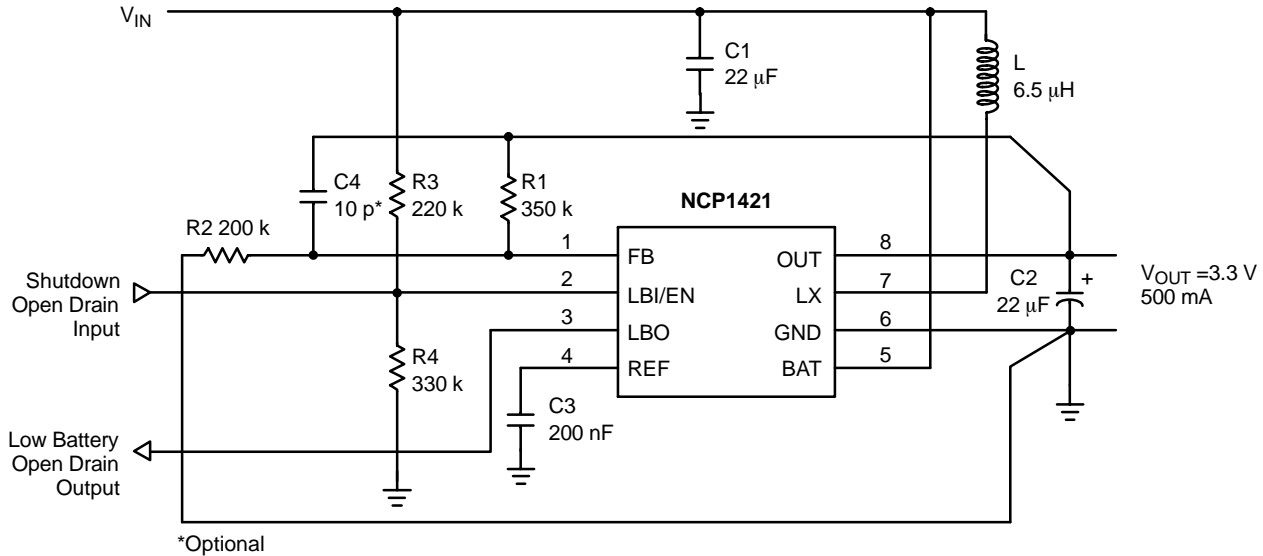 VIN
C1
22 μF
L
6.5 μH
C4
10 p*
R3
220 k
R1
350 k
NCP1421
R2 200 k
1
FB
OUT
8
Shutdown
Open Drain
Input
2
LBI/EN
LX
7
C2
22 μF
+
VOUT =3.3 V
500 mA
3
LBO
GND
6
R4
330 k
4
REF
BAT
5
C3
200 nF
Low Battery
Open Drain
Output
*Optional